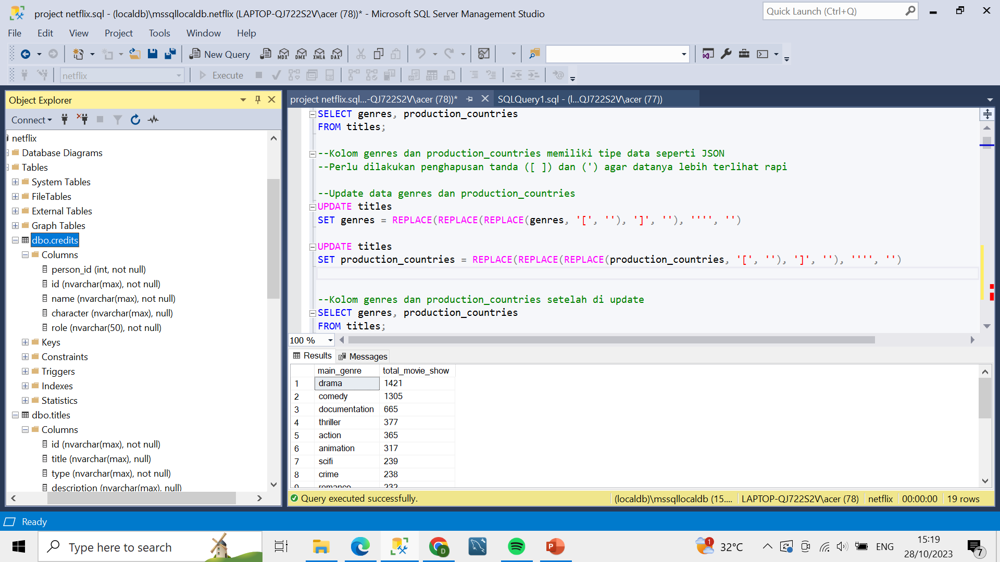 project netflix.sql - (localdb)\mssqllocaldb.netflix (LAPTOP-QJ722S2V\acer (78))* - Microsoft SQL Server Management Studio
Quick Launch (Ctrl+Q)
File Edit View Project Tools Window Help
New Query MDX DMX XMLA DAX
netflix Execute
Object Explorer
Connect
netflix
Database Diagrams
Tables
System Tables
FileTables
External Tables
Graph Tables
dbo.credits
Columns
person_id (int, not null)
id (nvarchar(max), not null)
name (nvarchar(max), not null)
character (nvarchar(max), null)
role (nvarchar(50), not null)
Keys
Constraints
Triggers
Indexes
Statistics
dbo.titles
Columns
id (nvarchar(max), not null)
title (nvarchar(max), null)
type (nvarchar(max), not null)
description (nvarchar(max), null)
project netflix.sql...-QJ722S2V\acer (78))*
SQLQuery1.sql - (l...QJ722S2V\acer (77))
SELECT genres, production_countries
FROM titles;
--Kolom genres dan production_countries memiliki tipe data seperti JSON
--Perlu dilakukan penghapusan tanda ([ ]) dan (') agar datanya lebih terlihat rapi
--Update data genres dan production_countries
UPDATE titles
SET genres = REPLACE(REPLACE(REPLACE(genres, '[', ''), ']', ''), '''', '')
UPDATE titles
SET production_countries = REPLACE(REPLACE(REPLACE(production_countries, '[', ''), ']', ''), '''', '')
--Kolom genres dan production_countries setelah di update
SELECT genres, production_countries
FROM titles;
100 %
Results Messages
main_genre total_movie_show
1 drama 1421
2 comedy 1305
3 documentation 665
4 thriller 377
5 action 365
6 animation 317
7 scifi 239
8 crime 238
9 romance 232
Query executed successfully.
(localdb)\mssqllocaldb (15.... LAPTOP-QJ722S2V\acer (78) netflix 00:00:00 19 rows
Ready
Type here to search
D
P
1
32°C
ENG
15:19
28/10/2023
7